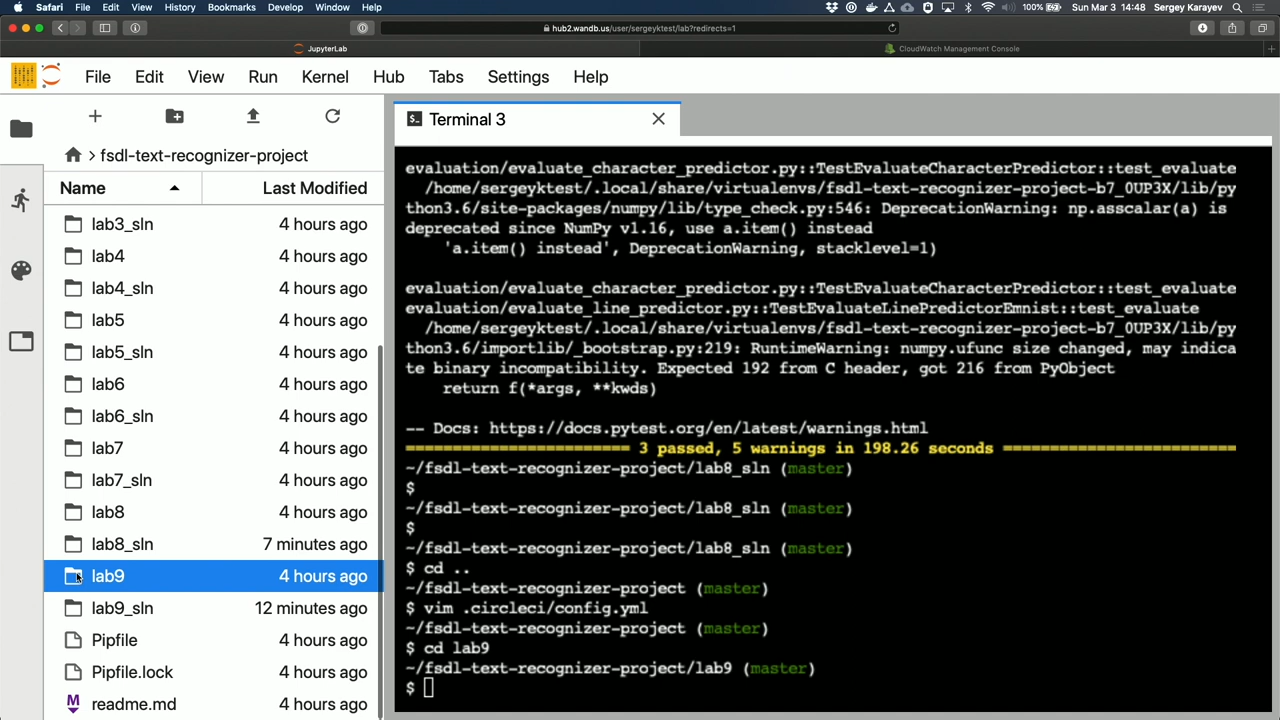 Safari File Edit View History Bookmarks Develop Window Help 100% Sun Mar 3 14:48 Sergey Karayev
hub2.wandb.us/user/sergeyktest/lab?redirects=1
JupyterLab CloudWatch Management Console
File Edit View Run Kernel Hub Tabs Settings Help
Terminal 3
> fsdl-text-recognizer-project
Name Last Modified
lab3_sln 4 hours ago
lab4 4 hours ago
lab4_sln 4 hours ago
lab5 4 hours ago
lab5_sln 4 hours ago
lab6 4 hours ago
lab6_sln 4 hours ago
lab7 4 hours ago
lab7_sln 4 hours ago
lab8 4 hours ago
lab8_sln 7 minutes ago
lab9 4 hours ago
lab9_sln 12 minutes ago
Pipfile 4 hours ago
Pipfile.lock 4 hours ago
readme.md 4 hours ago
evaluation/evaluate_character_predictor.py::TestEvaluateCharacterPredictor::test_evaluate
/home/sergeyktest/.local/share/virtualenvs/fsdl-text-recognizer-project-b7_0UP3X/lib/py
thon3.6/site-packages/numpy/lib/type_check.py:546: DeprecationWarning: np.asscalar(a) is
deprecated since NumPy v1.16, use a.item() instead
'a.item() instead', DeprecationWarning, stacklevel=1)
evaluation/evaluate_character_predictor.py::TestEvaluateCharacterPredictor::test_evaluate
evaluation/evaluate_line_predictor.py::TestEvaluateLinePredictorEmnist::test_evaluate
/home/sergeyktest/.local/share/virtualenvs/fsdl-text-recognizer-project-b7_0UP3X/lib/py
thon3.6/importlib/_bootstrap.py:219: RuntimeWarning: numpy.ufunc size changed, may indica
te binary incompatibility. Expected 192 from C header, got 216 from PyObject
return f(*args, **kwds)
-- Docs: https://docs.pytest.org/en/latest/warnings.html
======================== 3 passed, 5 warnings in 198.26 seconds =========================
~/fsdl-text-recognizer-project/lab8_sln (master)
$
~/fsdl-text-recognizer-project/lab8_sln (master)
$
~/fsdl-text-recognizer-project/lab8_sln (master)
$ cd ..
~/fsdl-text-recognizer-project (master)
$ vim .circleci/config.yml
~/fsdl-text-recognizer-project (master)
$ cd lab9
~/fsdl-text-recognizer-project/lab9 (master)
$